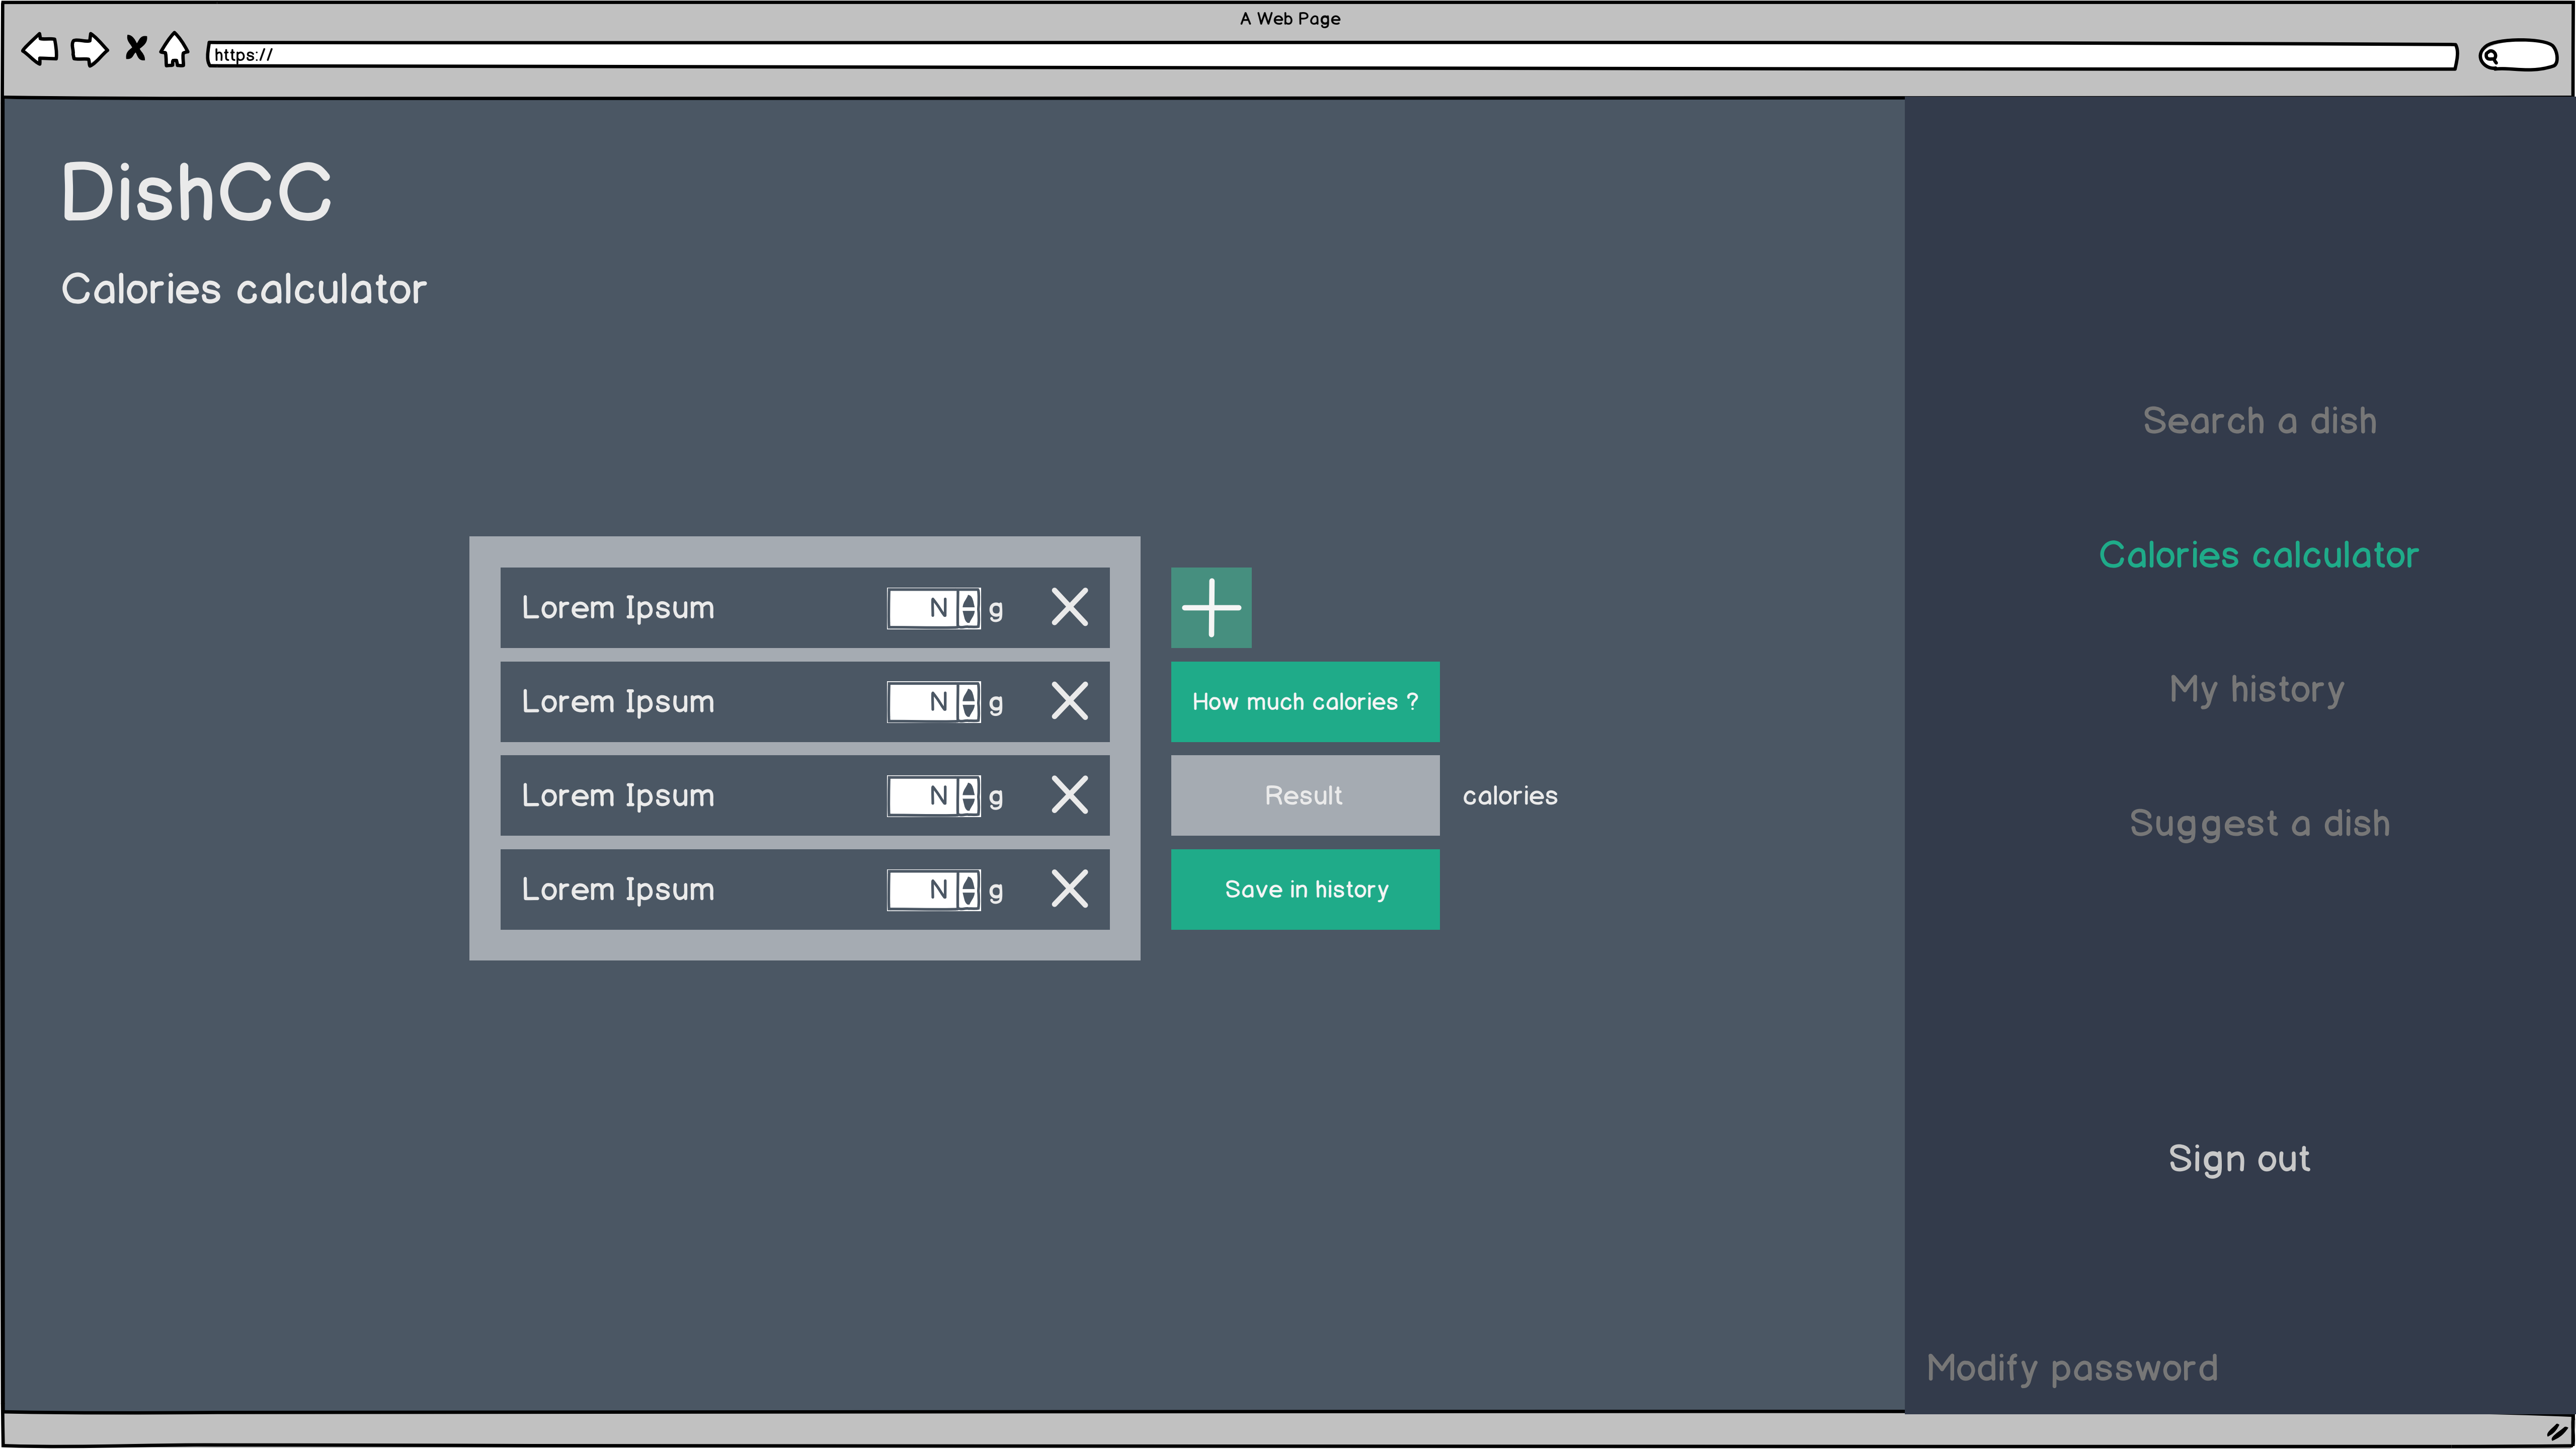 A Web Page
https://
DishCC
Calories calculator
Lorem Ipsum N g
Lorem Ipsum N g
Lorem Ipsum N g
Lorem Ipsum N g
How much calories ?
Result calories
Save in history
Search a dish
Calories calculator
My history
Suggest a dish
Sign out
Modify password